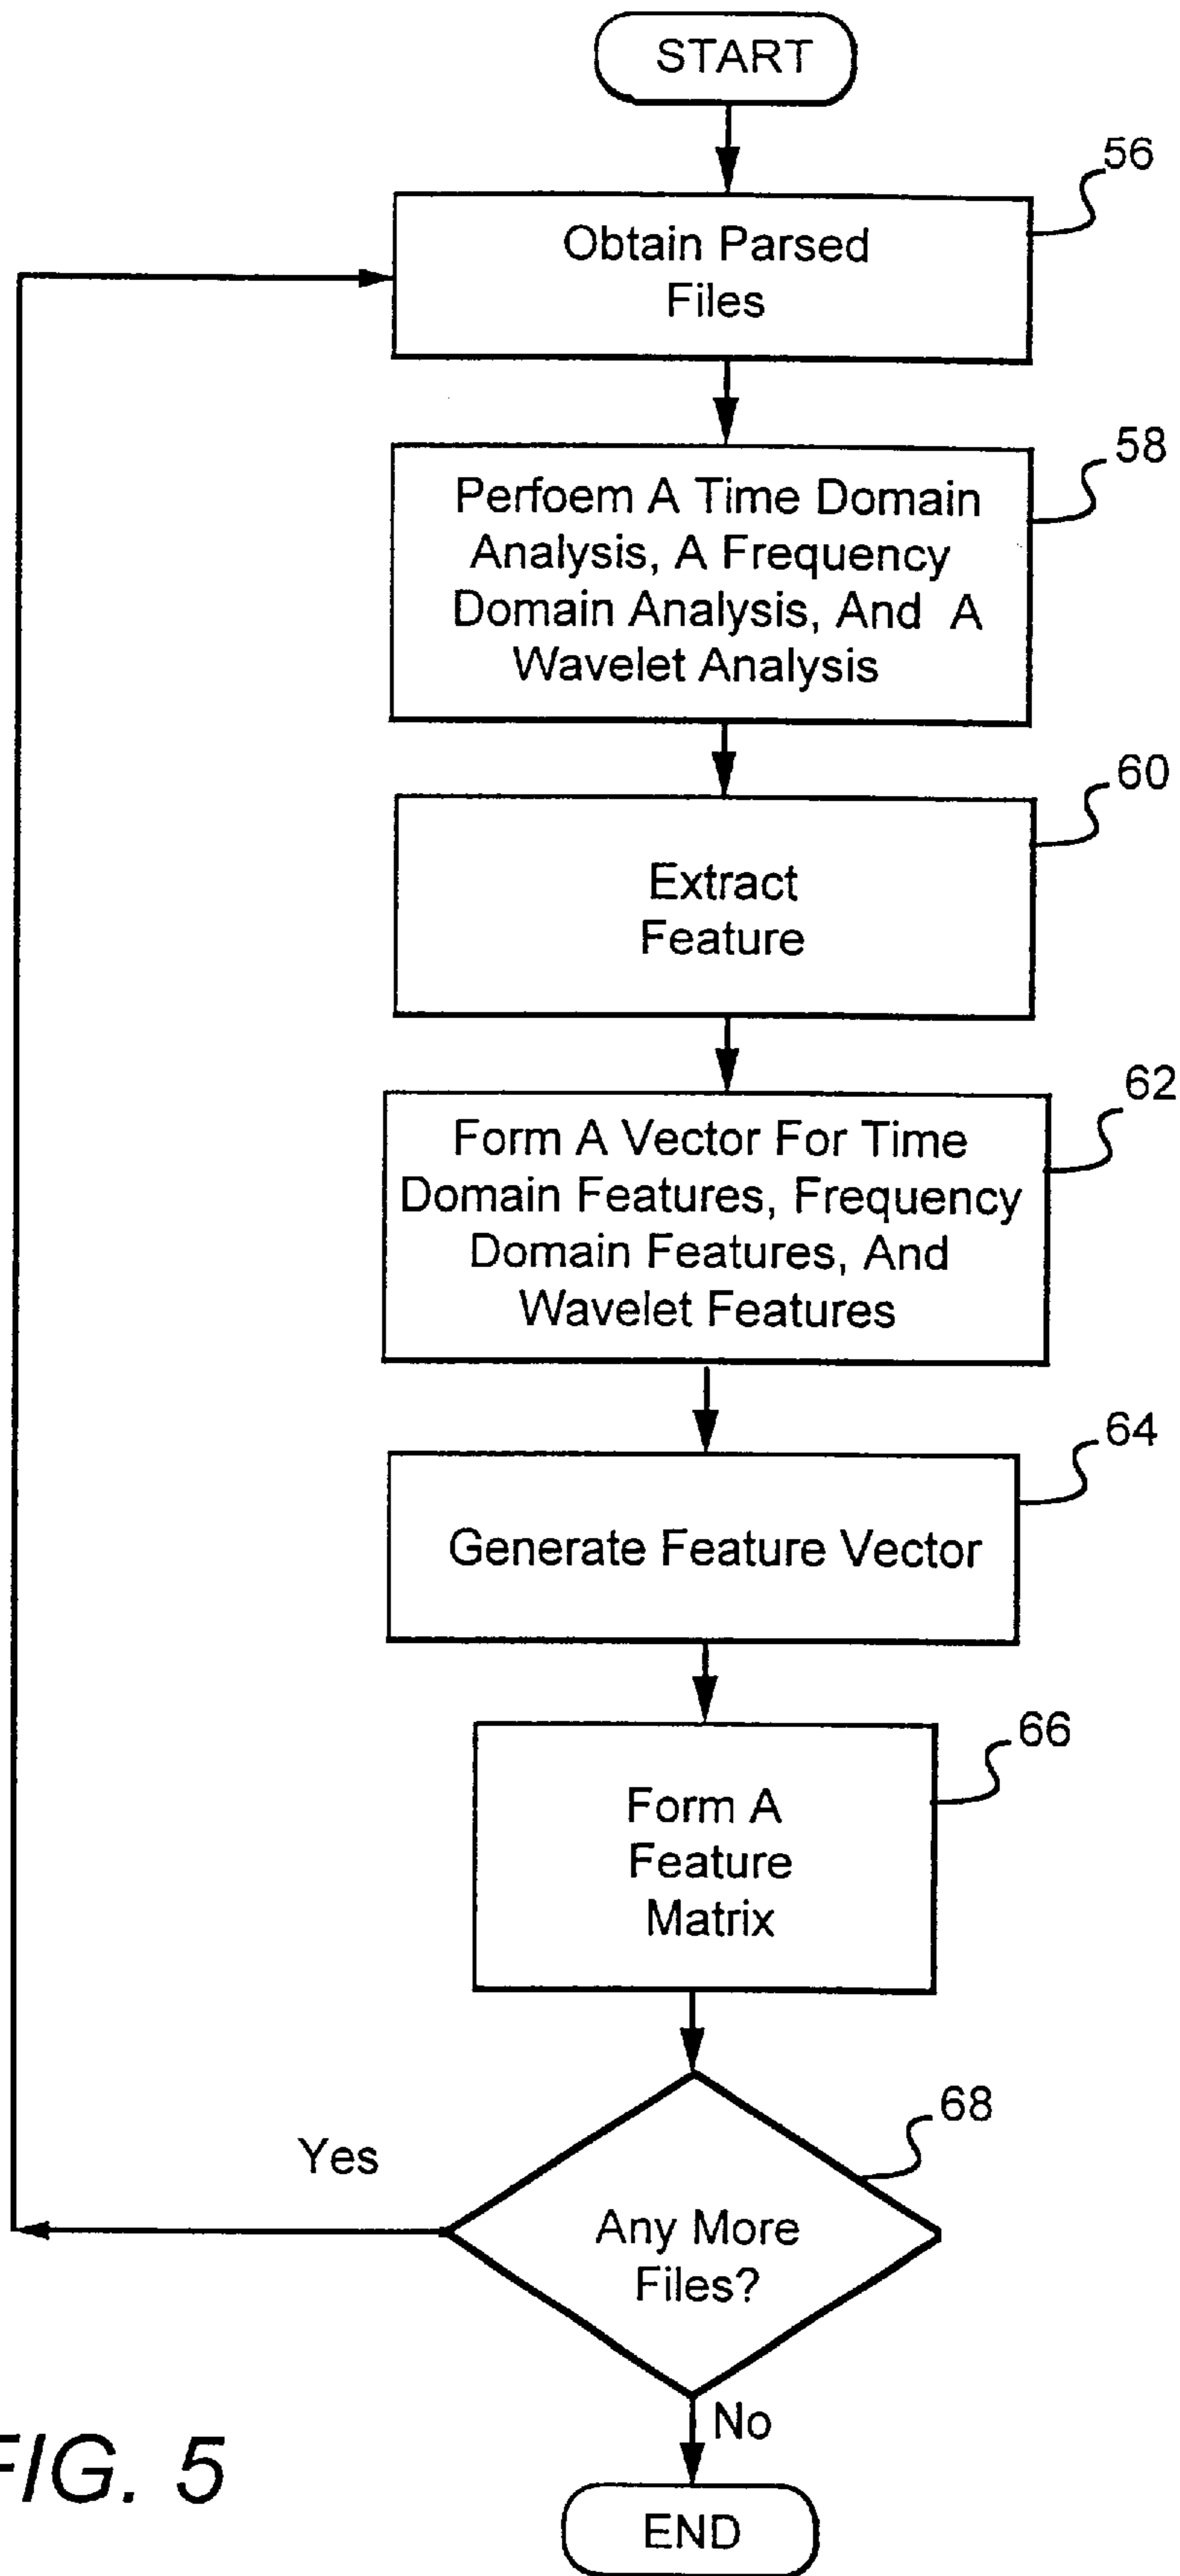 START
56
Obtain Parsed
Files
58
Perfoem A Time Domain
Analysis, A Frequency
Domain Analysis, And A
Wavelet Analysis
60
Extract
Feature
62
Form A Vector For Time
Domain Features, Frequency
Domain Features, And
Wavelet Features
64
Generate Feature Vector
66
Form A
Feature
Matrix
68
Yes
Any More
Files?
No
FIG. 5
END